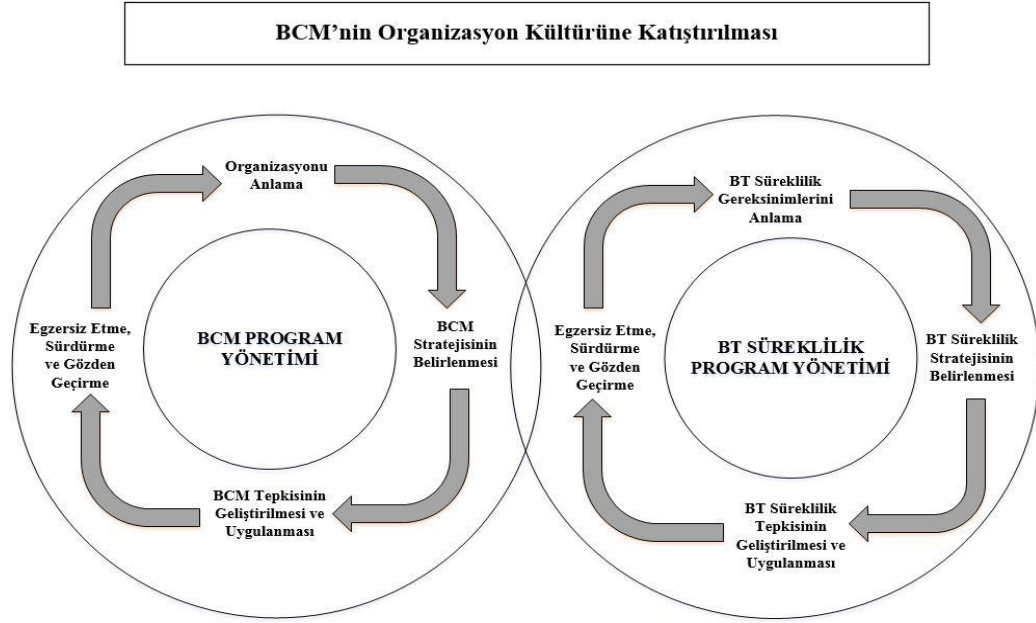 BCM'nin Organizasyon Kültürüne Katıştırılması
Organizasyonu
Anlama
BCM
Stratejisinin
Belirlenmesi
BCM Tepkisinin
Geliştirilmesi ve
Uygulanması
Egzersiz Etme,
Sürdürme
ve Gözden
Geçirme
BCM PROGRAM
YÖNETİMİ
BT Süreklilik
Gereksinimlerini
Anlama
BT Süreklilik
Stratejisinin
Belirlenmesi
BT Süreklilik
Tepkisinin
Geliştirilmesi ve
Uygulanması
Egzersiz Etme,
Sürdürme
ve Gözden
Geçirme
BT SÜREKLİLİK
PROGRAM YÖNETİMİ